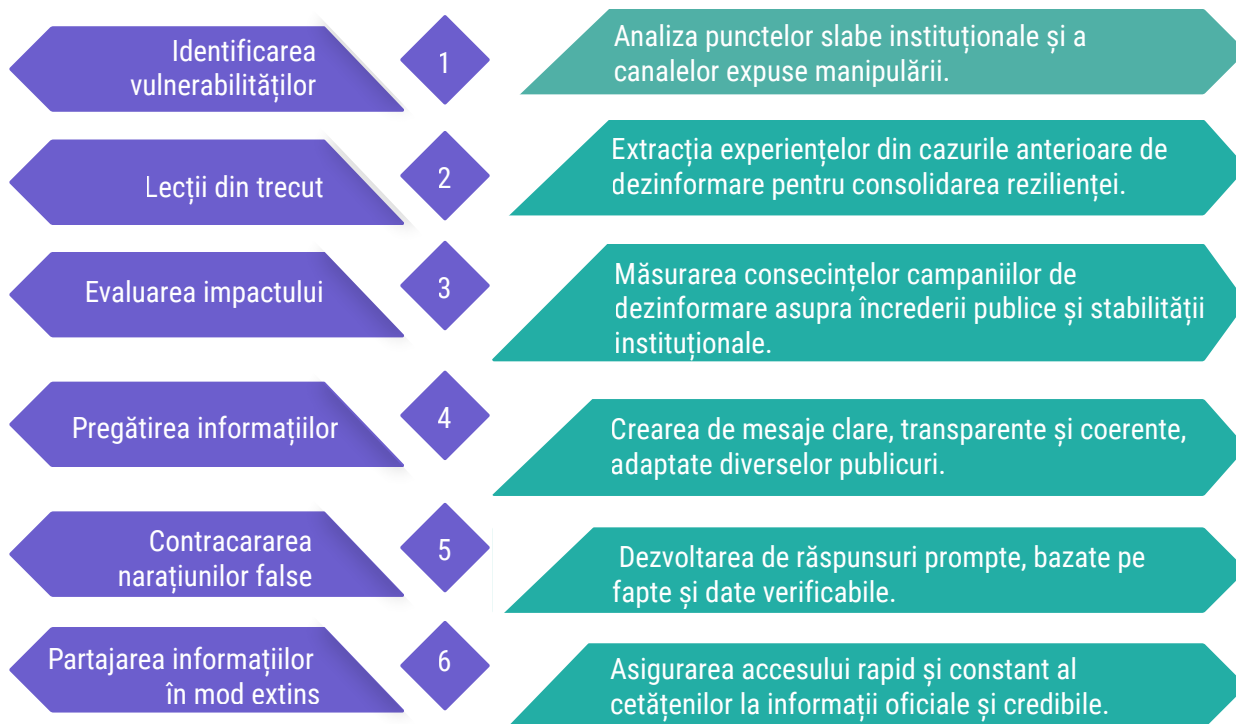 Identificarea
vulnerabilităților
1
Analiza punctelor slabe instituționale și a
canalelor expuse manipulării.
Lecții din trecut
2
Extracția experiențelor din cazurile anterioare de
dezinformare pentru consolidarea rezilienței.
Evaluarea impactului
3
Măsurarea consecințelor campaniilor de
dezinformare asupra încrederii publice și stabilității
instituționale.
Pregătirea informațiilor
4
Crearea de mesaje clare, transparente și coerente,
adaptate diverselor publicuri.
Contracararea
narațiunilor false
5
Dezvoltarea de răspunsuri prompte, bazate pe
fapte și date verificabile.
Partajarea informațiilor
în mod extins
6
Asigurarea accesului rapid și constant al
cetățenilor la informații oficiale și credibile.